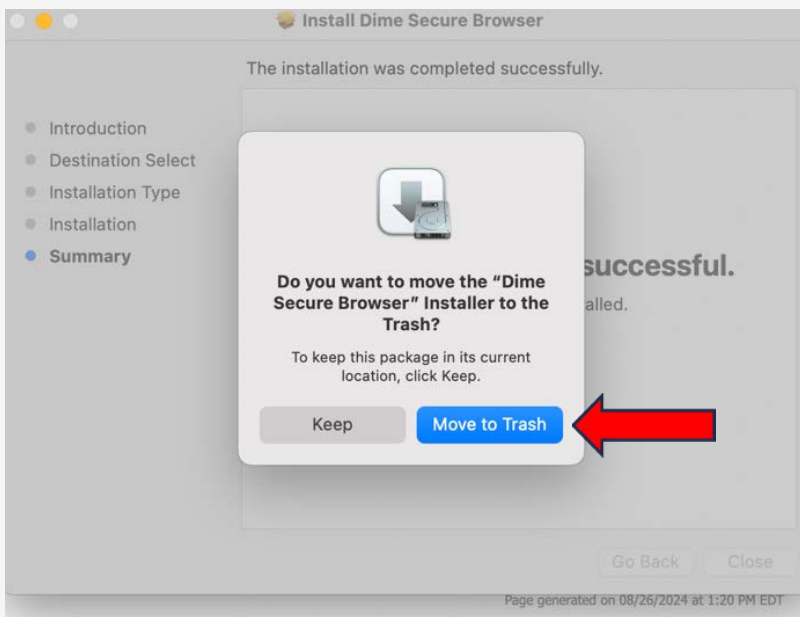 Install Dime Secure Browser
The installation was completed successfully.
Introduction
Destination Select
Installation Type
Installation
Summary
successful.
alled.
Do you want to move the “Dime
Secure Browser” Installer to the
Trash?
To keep this package in its current
location, click Keep.
Keep
Move to Trash
Go Back
Close
Page generated on 08/26/2024 at 1:20 PM EDT